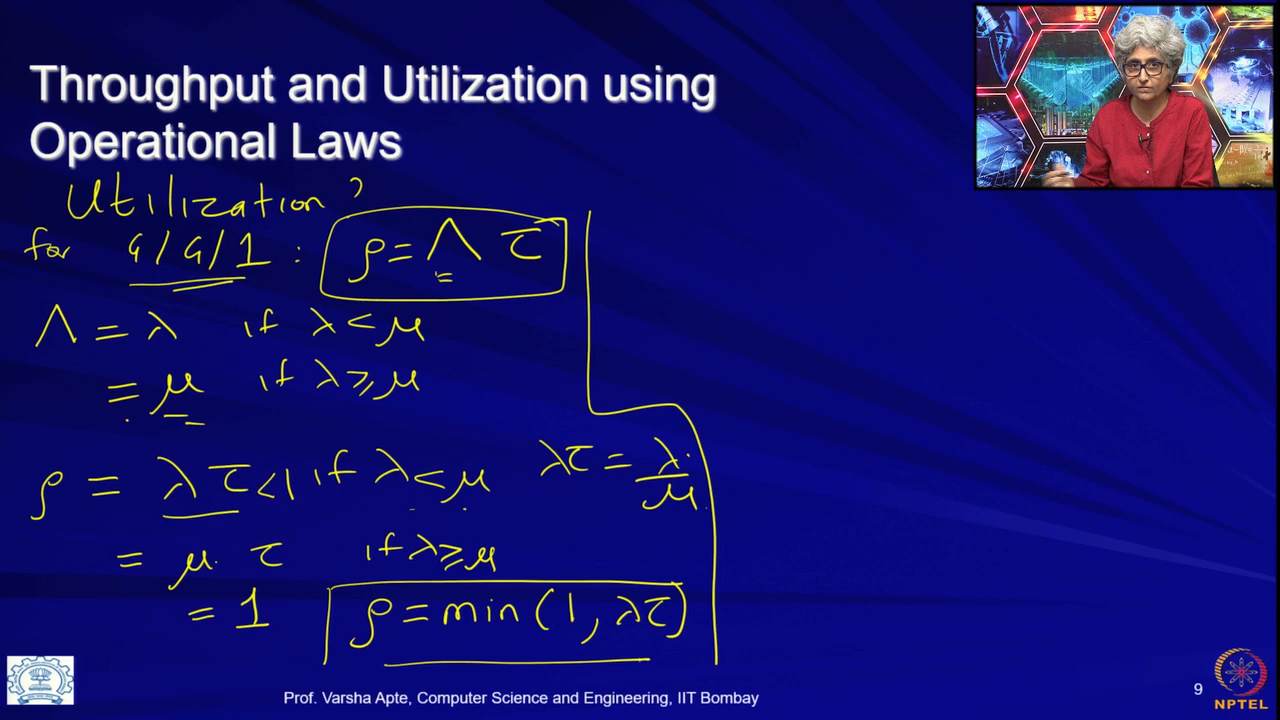 Throughput and Utilization using
Operational Laws
Utilization ?
for G/G/1 : ρ = Λ τ
Λ = λ if λ < μ
= μ if λ ⩾ μ
ρ = λ τ < 1 if λ < μ λτ = λ/μ
= μ. τ if λ ⩾ μ
= 1 ρ = min(1, λτ)
Prof. Varsha Apte, Computer Science and Engineering, IIT Bombay
9
NPTEL